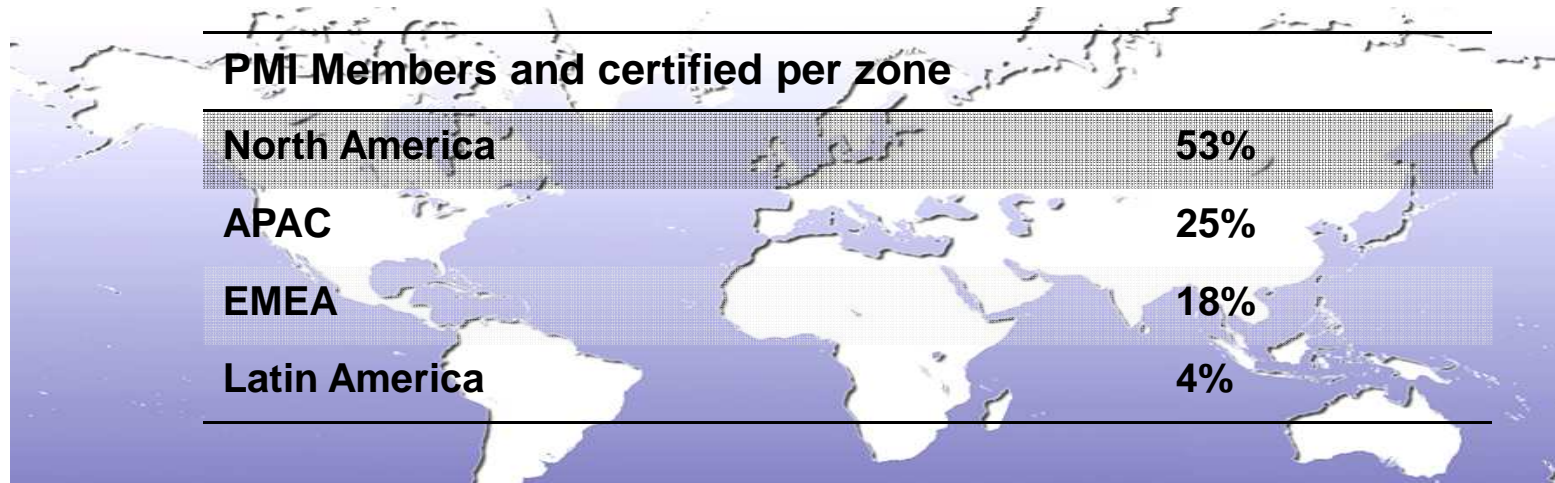 PMI Members and certified per zone
North America 53%
APAC 25%
EMEA 18%
Latin America 4%